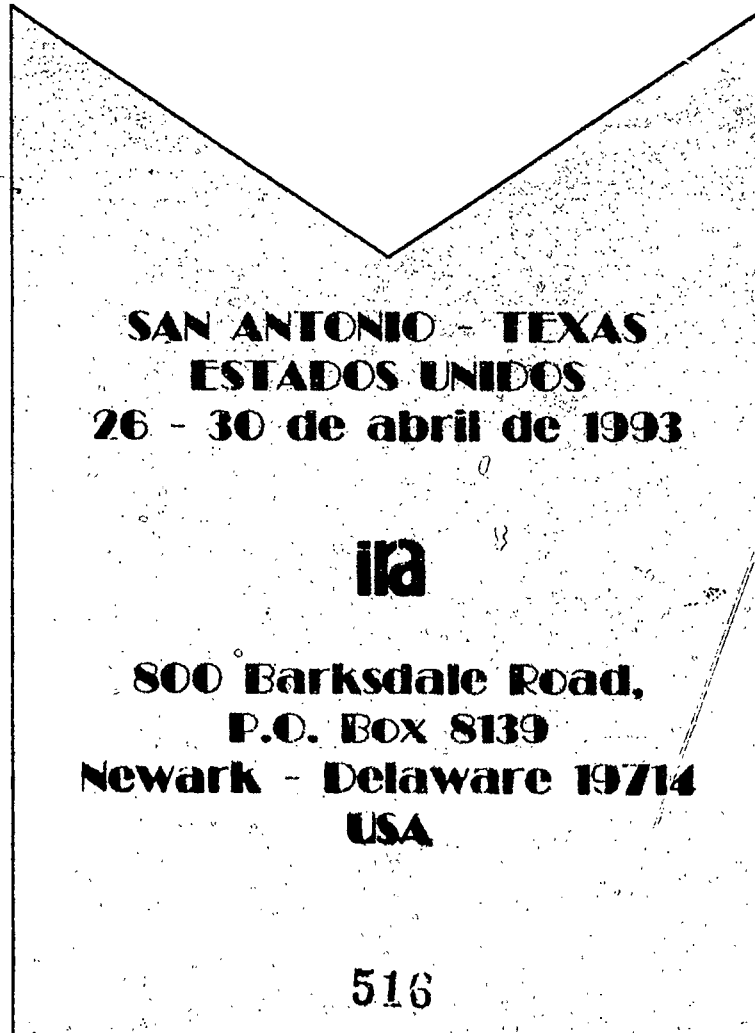 SAN ANTONIO - TEXAS
ESTADOS UNIDOS
26 - 30 de abril de 1993
ira
800 Barksdale Road,
P.O. Box 8139
Newark - Delaware 19714
USA
516